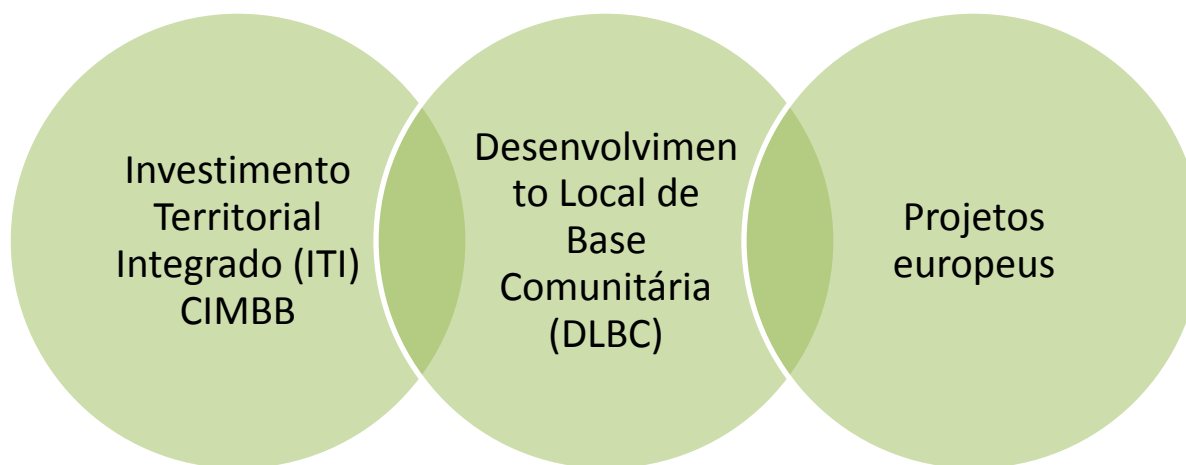 Investimento
Territorial
Integrado (ITI)
CIMBB
Desenvolvimen
to Local de
Base
Comunitária
(DLBC)
Projetos
europeus